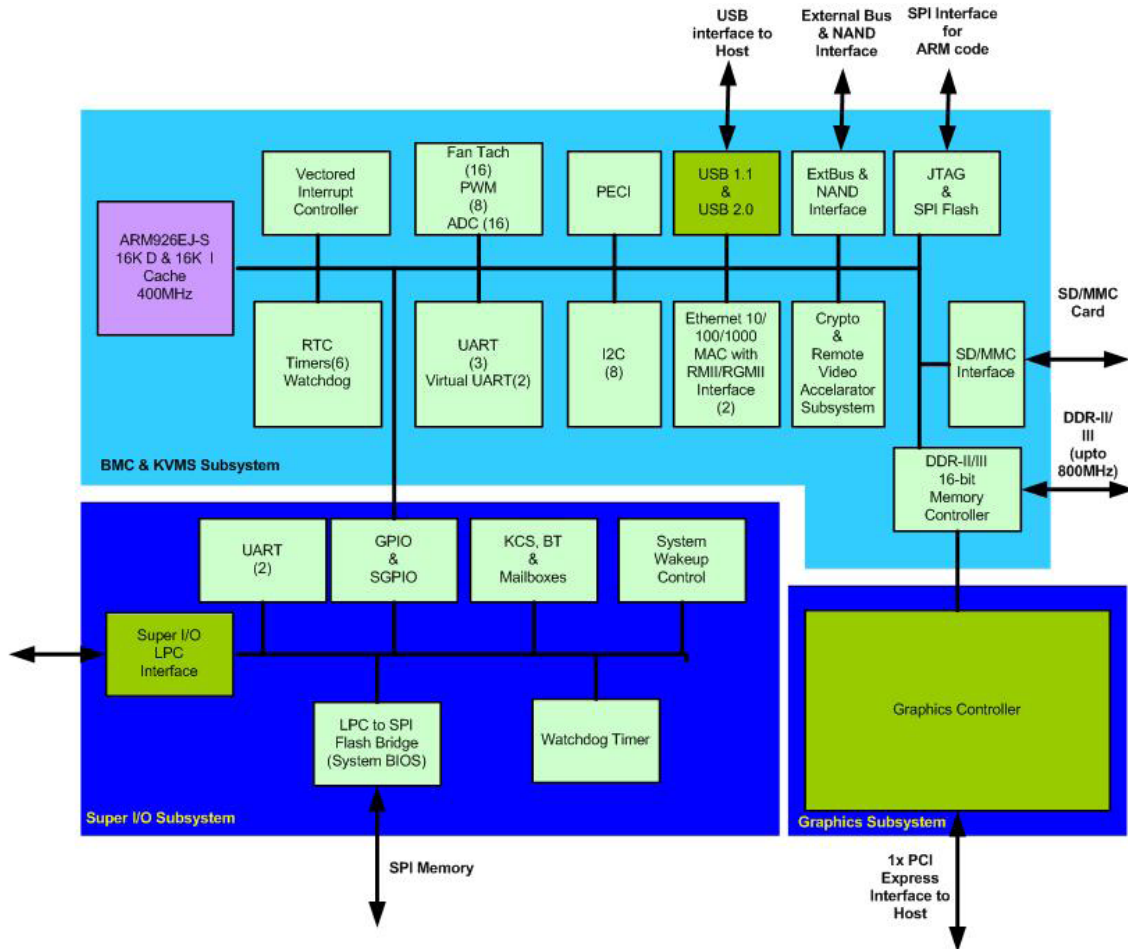 USB
interface to
Host
External Bus
& NAND
Interface
SPI Interface
for
ARM code
Vectored
Interrupt
Controller
Fan Tach
(16)
PWM
(8)
ADC (16)
PECI
USB 1.1
&
USB 2.0
ExtBus &
NAND
Interface
JTAG
&
SPI Flash
ARM926EJ-S
16K D & 16K I
Cache
400MHz
RTC
Timers(6)
Watchdog
UART
(3)
Virtual UART(2)
I2C
(8)
Ethernet 10/
100/1000
MAC with
RMII/RGMII
Interface
(2)
Crypto
&
Remote
Video
Accelarator
Subsystem
SD/MMC
Interface
SD/MMC
Card
BMC & KVMS Subsystem
DDR-II/III
16-bit
Memory
Controller
DDR-II/
III
(upto
800MHz)
UART
(2)
GPIO
&
SGPIO
KCS, BT
&
Mailboxes
System
Wakeup
Control
Super I/O
LPC
Interface
LPC to SPI
Flash Bridge
(System BIOS)
Watchdog Timer
Graphics Controller
Super I/O Subsystem
Graphics Subsystem
SPI Memory
1x PCI
Express
Interface to
Host